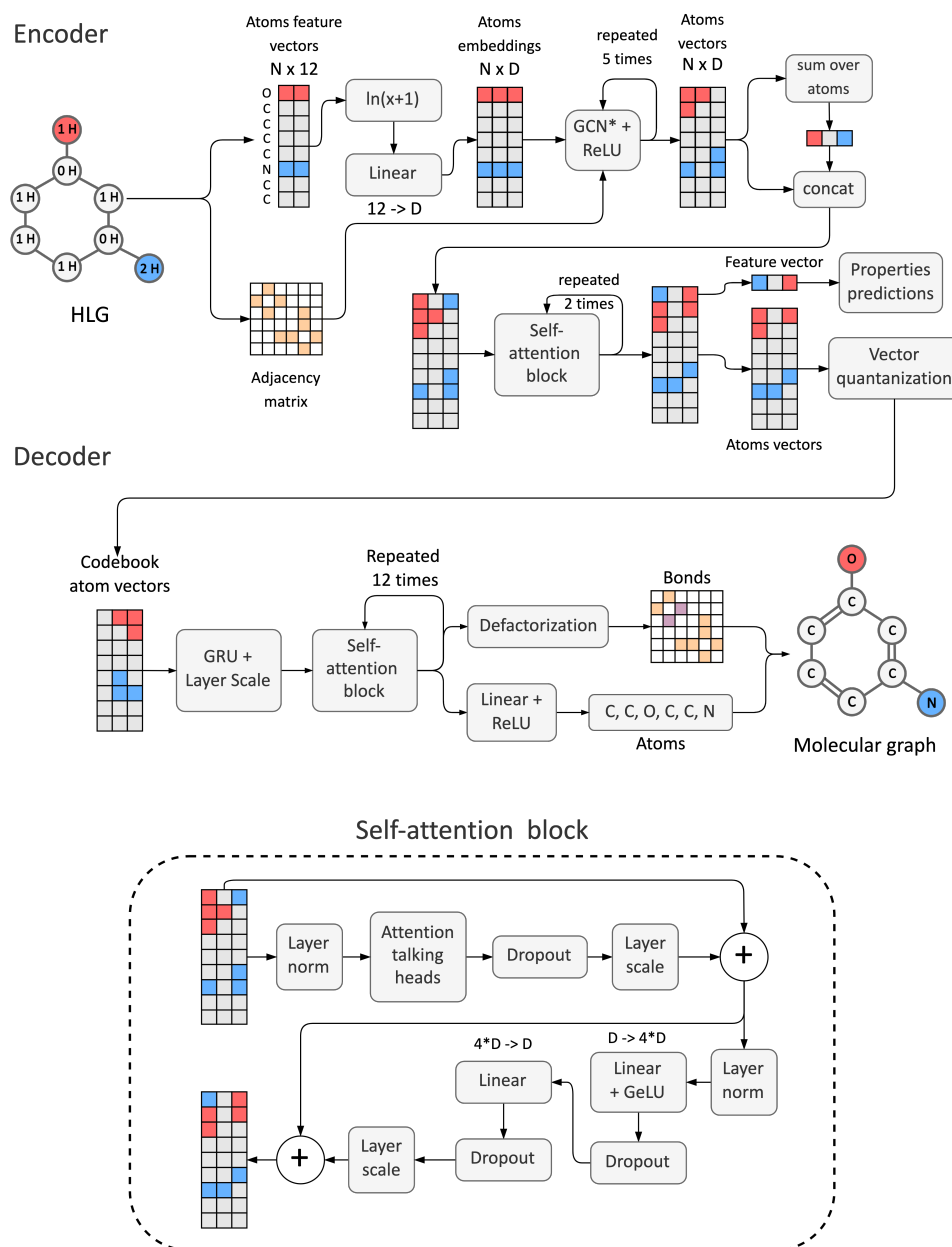 Encoder
Atoms feature
vectors
N x 12
Atoms
embeddings
N x D
repeated
5 times
Atoms
vectors
N x D
O
C
C
C
C
N
C
C
ln(x+1)
Linear
12 -> D
GCN* +
ReLU
sum over
atoms
concat
1 H
0 H
1 H
1 H
1 H
0 H
1 H
2 H
HLG
Adjacency
matrix
repeated
2 times
Self-
attention
block
Feature vector
Properties
predictions
Vector
quantanization
Atoms vectors
Decoder
Codebook
atom vectors
GRU +
Layer Scale
Repeated
12 times
Self-
attention
block
Defactorization
Bonds
Linear +
ReLU
C, C, O, C, C, N
Atoms
O
C
C
C
C
C
C
N
Molecular graph
Self-attention block
Layer
norm
Attention
talking
heads
Dropout
Layer
scale
+
4*D -> D
D -> 4*D
Linear
Linear
+ GeLU
Layer
norm
+
Layer
scale
Dropout
Dropout